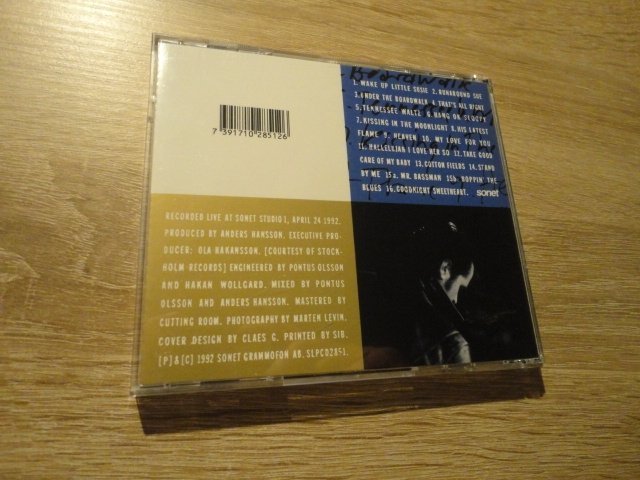 Boardwalk
1. WAKE UP LITTLE SUSIE 2. RUNAROUND SUE
3. UNDER THE BOARDWALK 4. THAT'S ALL RIGHT
5. TENNESSEE WALTZ 6. HANG ON SLOOPY
7. KISSING IN THE MOONLIGHT 8. HIS LATEST
FLAME 9. HEAVEN 10. MY LOVE FOR YOU
11. HALLELUJAH I LOVE HER SO 12. TAKE GOOD
CARE OF MY BABY 13. COTTON FIELDS 14. STAND
BY ME 15a. MR. BASSMAN 15b. BOPPIN' THE
BLUES 16. GOODNIGHT SWEETHEART. sonet
7 391710 285126
RECORDED LIVE AT SONET STUDIO 1, APRIL 24 1992.
PRODUCED BY ANDERS HANSSON. EXECUTIVE PRO-
DUCER: OLA HAKANSSON. [COURTESY OF STOCK-
HOLM RECORDS] ENGINEERED BY PONTUS OLSSON
AND HAKAN WOLLGARD. MIXED BY PONTUS
OLSSON AND ANDERS HANSSON. MASTERED BY
CUTTING ROOM. PHOTOGRAPHY BY MARTEN LEVIN.
COVER DESIGN BY CLAES G. PRINTED BY SIB.
[P] & [C] 1992 SONET GRAMMOFON AB. SLPCD2851.